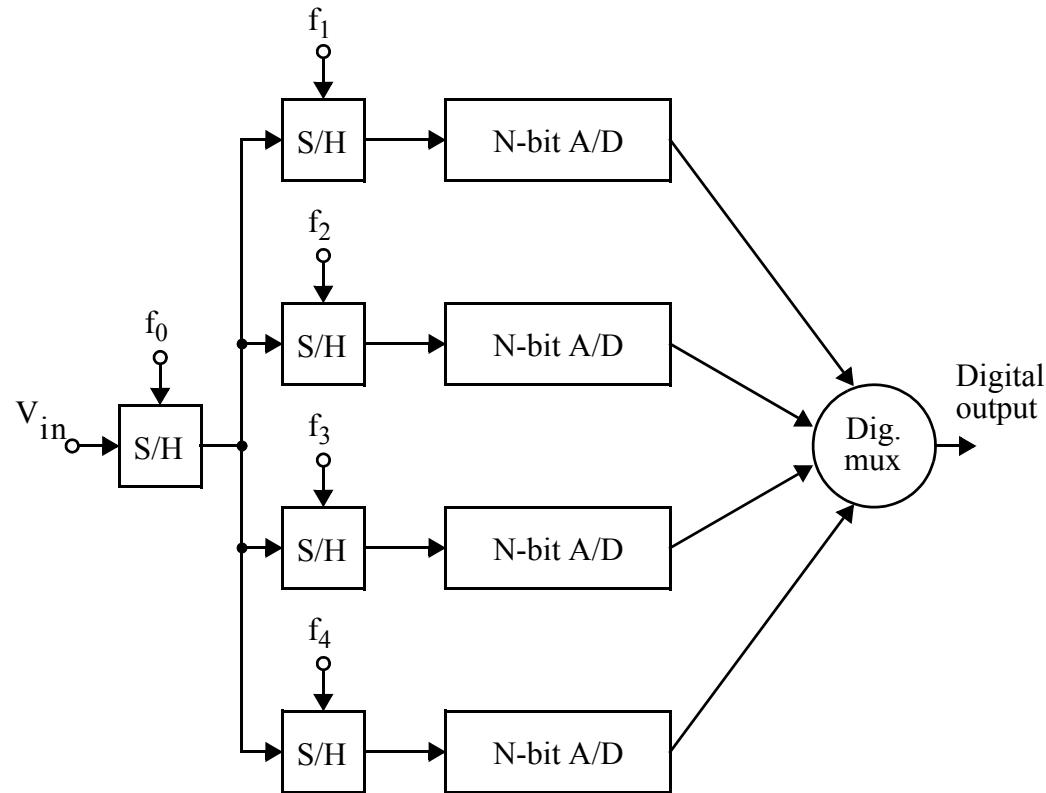 f1
S/H
N-bit A/D
f2
S/H
N-bit A/D
f0
Vin
S/H
f3
S/H
N-bit A/D
f4
S/H
N-bit A/D
Dig.
mux
Digital
output